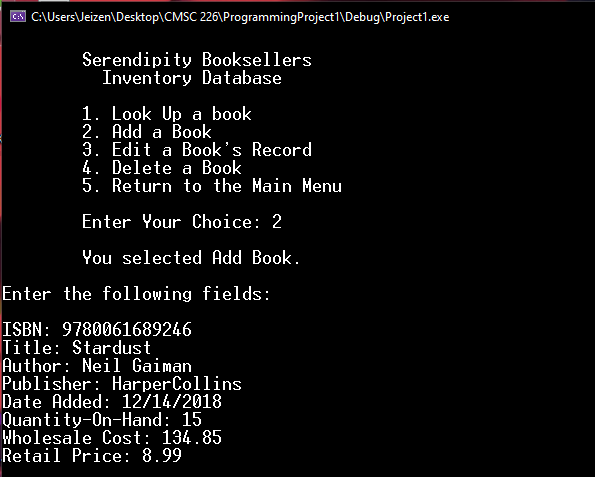 C:\Users\Jeizen\Desktop\CMSC 226\ProgrammingProject1\Debug\Project1.exe
Serendipity Booksellers
Inventory Database
1. Look Up a book
2. Add a Book
3. Edit a Book's Record
4. Delete a Book
5. Return to the Main Menu
Enter Your Choice: 2
You selected Add Book.
Enter the following fields:
ISBN: 9780061689246
Title: Stardust
Author: Neil Gaiman
Publisher: HarperCollins
Date Added: 12/14/2018
Quantity-On-Hand: 15
Wholesale Cost: 134.85
Retail Price: 8.99